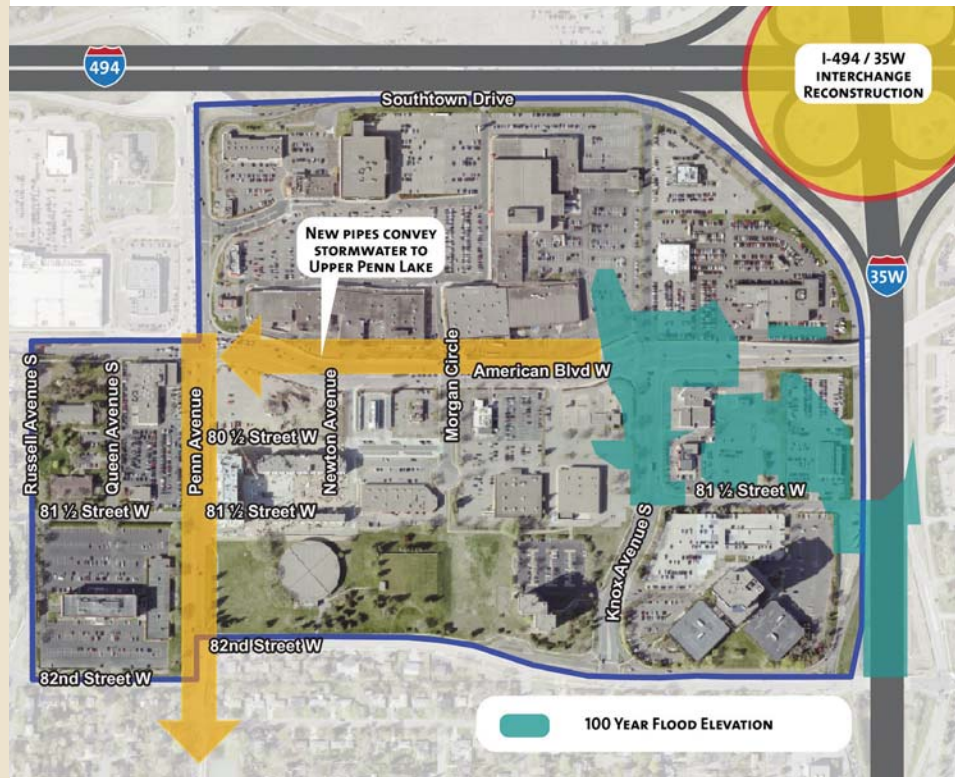 494
I-494 / 35W
INTERCHANGE
RECONSTRUCTION
Southtown Drive
NEW PIPES CONVEY
STORMWATER TO
UPPER PENN LAKE
35W
American Blvd W
Russell Avenue S
Queen Avenue S
Penn Avenue
Newton Avenue
Morgan Circle
80 ½ Street W
81 ½ Street W
81 ½ Street W
81 ½ Street W
Knox Avenue S
82nd Street W
82nd Street W
100 YEAR FLOOD ELEVATION